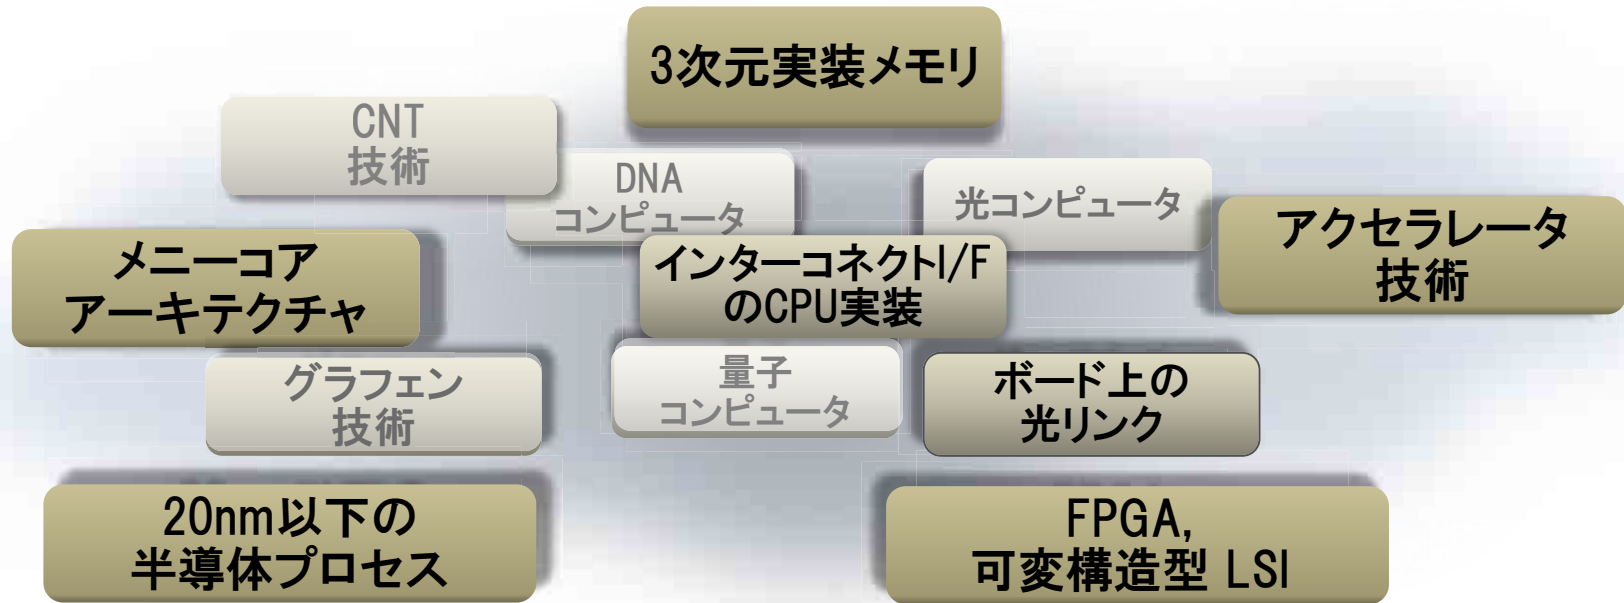 3次元実装メモリ
CNT
技術
DNA
コンピュータ
光コンピュータ
メニーコア
アーキテクチャ
インターコネクトI/F
のCPU実装
アクセラレータ
技術
グラフェン
技術
量子
コンピュータ
ボード上の
光リンク
20nm以下の
半導体プロセス
FPGA,
可変構造型 LSI